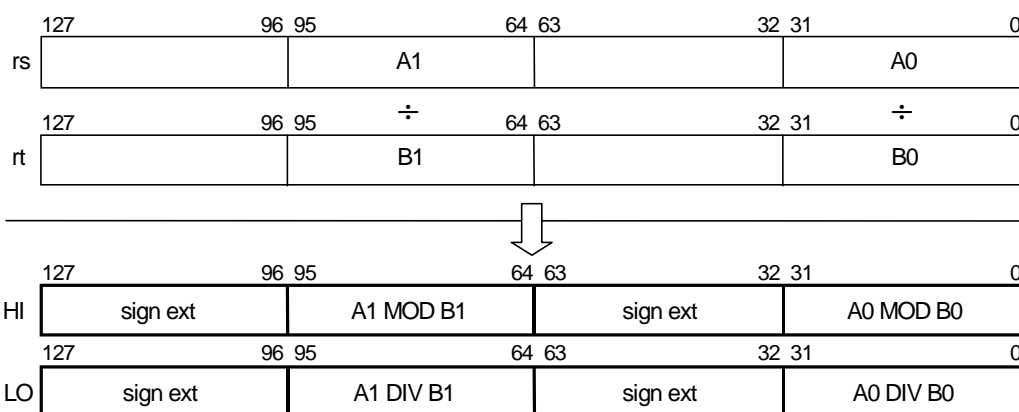 127 96 95 64 63 32 31 0
rs A1 A0
÷ ÷
127 96 95 64 63 32 31 0
rt B1 B0
127 96 95 64 63 32 31 0
HI sign ext A1 MOD B1 sign ext A0 MOD B0
127 96 95 64 63 32 31 0
LO sign ext A1 DIV B1 sign ext A0 DIV B0